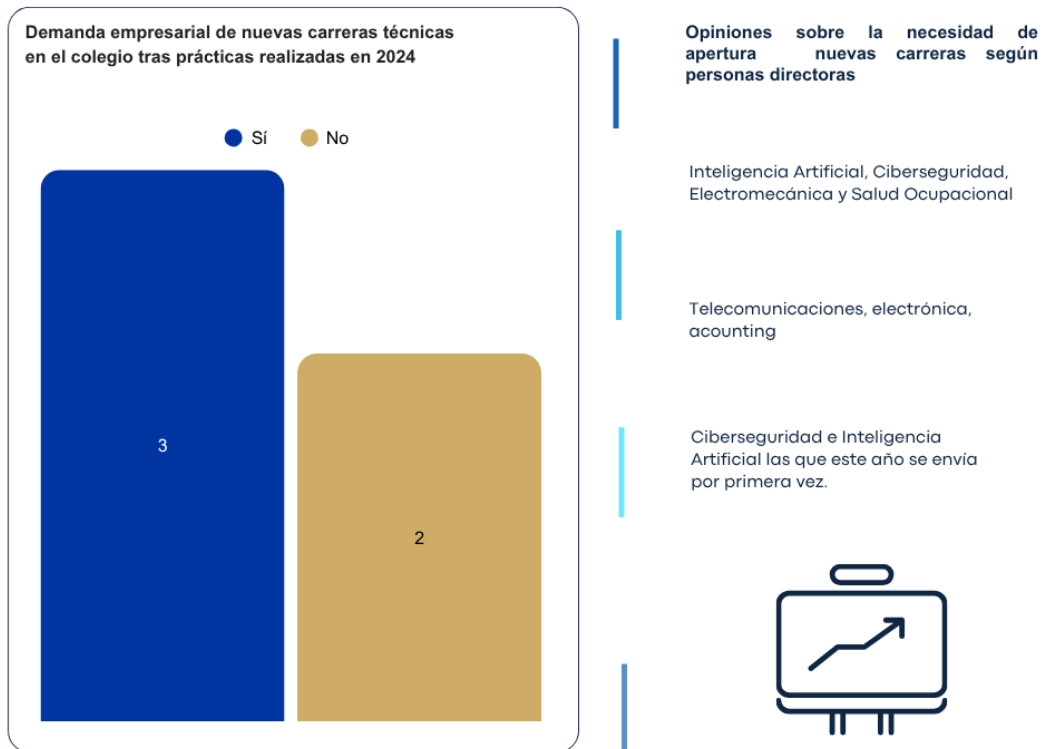 Demanda empresarial de nuevas carreras técnicas
en el colegio tras prácticas realizadas en 2024
Sí
No
3
2
Opiniones sobre la necesidad de
apertura nuevas carreras según
personas directoras
Inteligencia Artificial, Ciberseguridad,
Electromecánica y Salud Ocupacional
Telecomunicaciones, electrónica,
acounting
Ciberseguridad e Inteligencia
Artificial las que este año se envía
por primera vez.